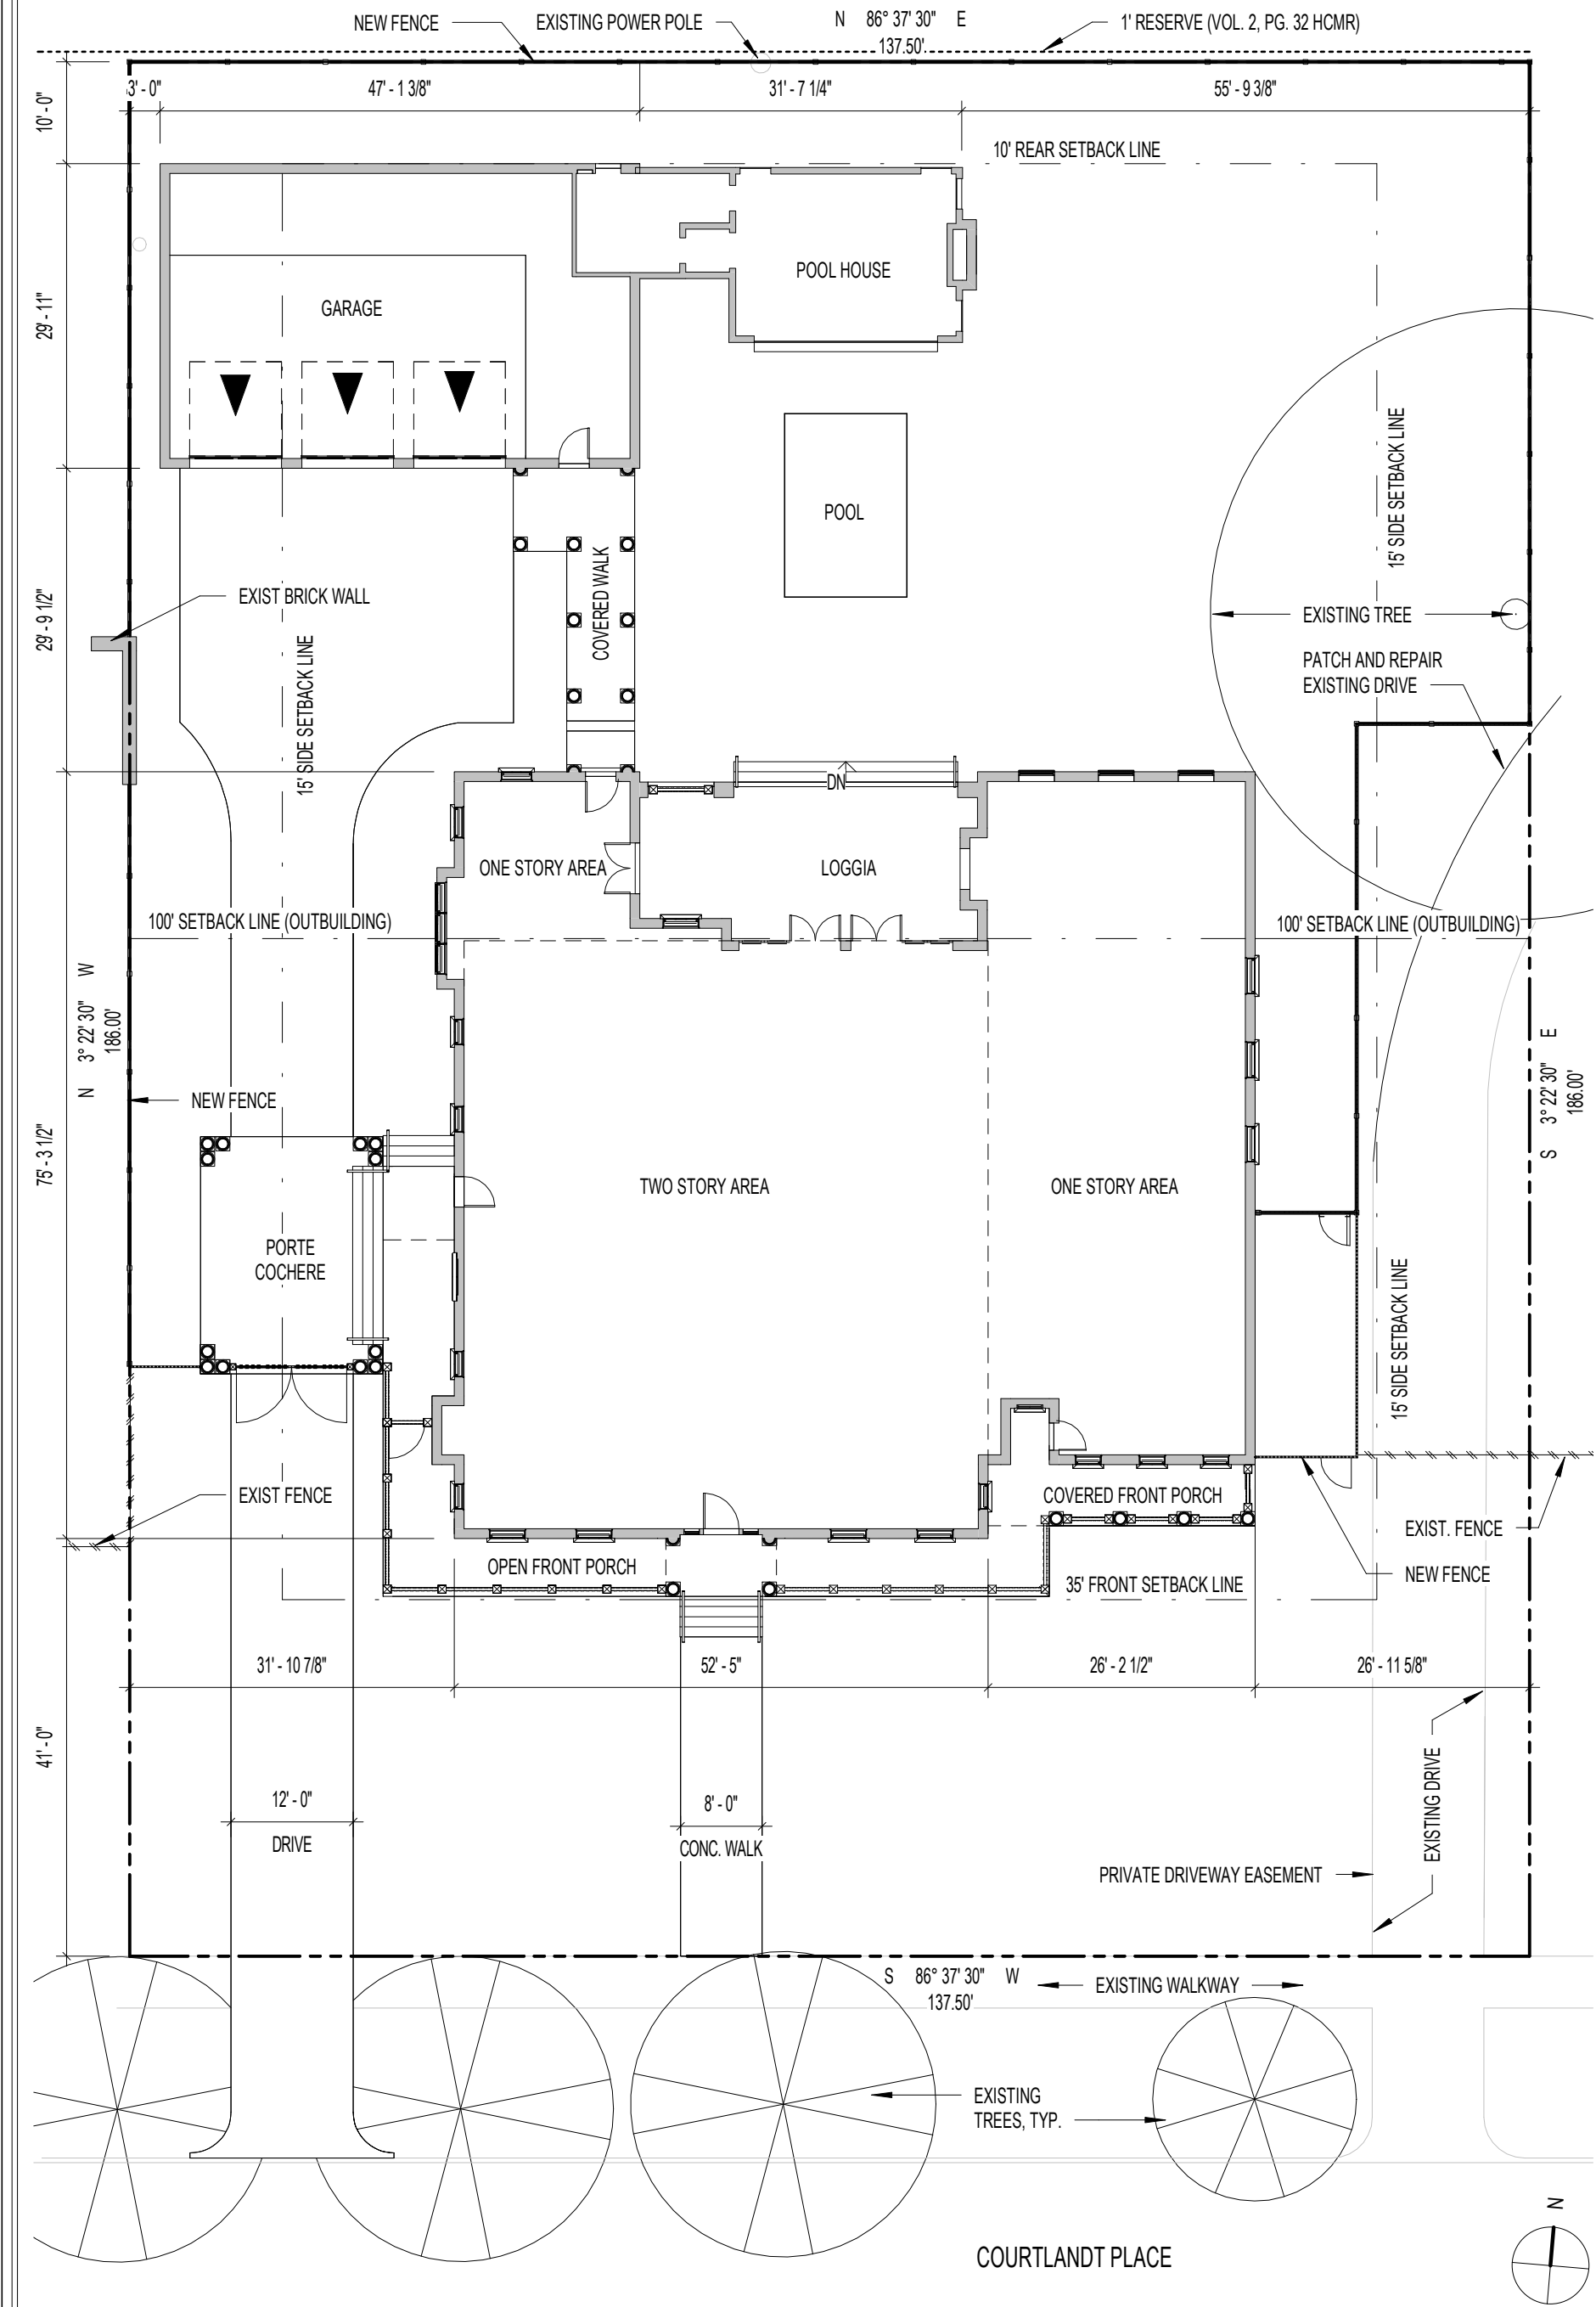 N 86° 37' 30" E
137.50'
NEW FENCE
EXISTING POWER POLE
1' RESERVE (VOL. 2, PG. 32 HCMR)
3' - 0"
47' - 1 3/8"
31' - 7 1/4"
55' - 9 3/8"
10' - 0"
10' REAR SETBACK LINE
29' - 11"
GARAGE
POOL HOUSE
POOL
15' SIDE SETBACK LINE
EXIST BRICK WALL
COVERED WALK
29' - 9 1/2"
EXISTING TREE
PATCH AND REPAIR
EXISTING DRIVE
15' SIDE SETBACK LINE
DN
ONE STORY AREA
LOGGIA
100' SETBACK LINE (OUTBUILDING)
100' SETBACK LINE (OUTBUILDING)
N 3° 22' 30" W
186.00'
S 3° 22' 30" E
186.00'
NEW FENCE
75' - 3 1/2"
TWO STORY AREA
ONE STORY AREA
PORTE
COCHERE
15' SIDE SETBACK LINE
EXIST FENCE
COVERED FRONT PORCH
EXIST. FENCE
OPEN FRONT PORCH
NEW FENCE
35' FRONT SETBACK LINE
31' - 10 7/8"
52' - 5"
26' - 2 1/2"
26' - 11 5/8"
41' - 0"
12' - 0"
DRIVE
8' - 0"
CONC. WALK
EXISTING DRIVE
PRIVATE DRIVEWAY EASEMENT
S 86° 37' 30" W
137.50'
EXISTING WALKWAY
EXISTING
TREES, TYP.
COURTLANDT PLACE
N